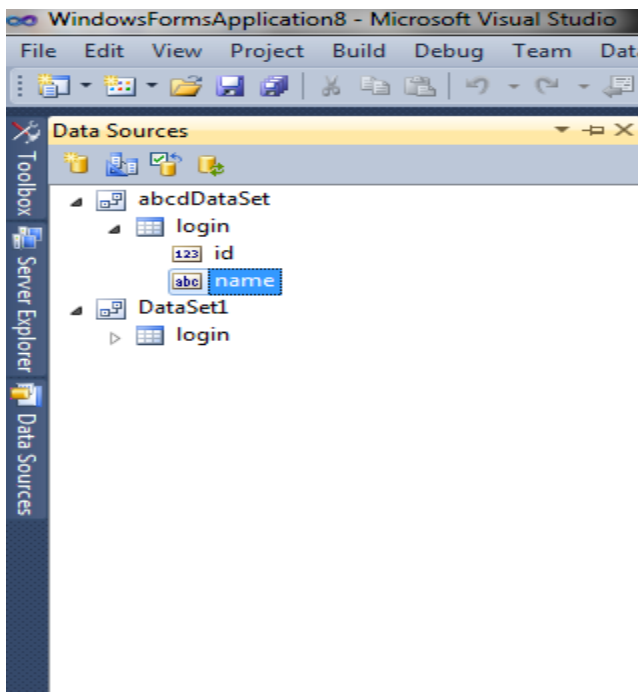 WindowsFormsApplication8 - Microsoft Visual Studio
File Edit View Project Build Debug Team Dat
Data Sources
abcdDataSet
login
123 id
abc name
DataSet1
login
Toolbox
Server Explorer
Data Sources